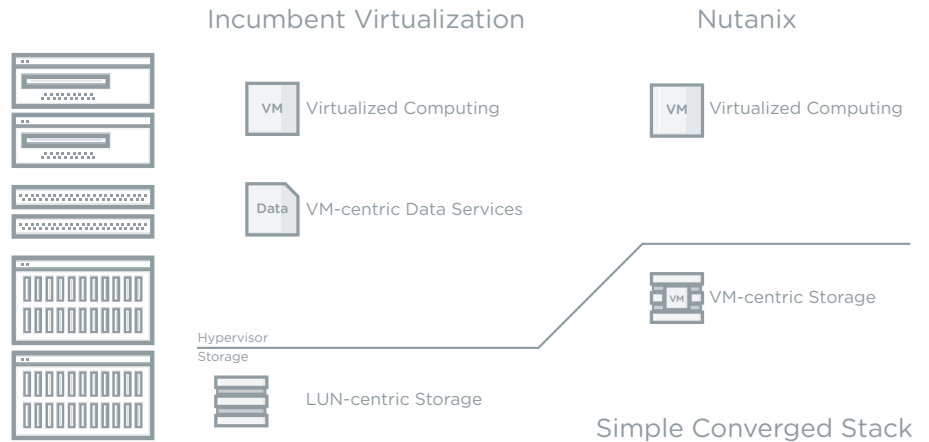 Incumbent Virtualization
Nutanix
VM
Virtualized Computing
VM
Virtualized Computing
Data
VM-centric Data Services
VM
VM-centric Storage
Hypervisor
Storage
LUN-centric Storage
Simple Converged Stack